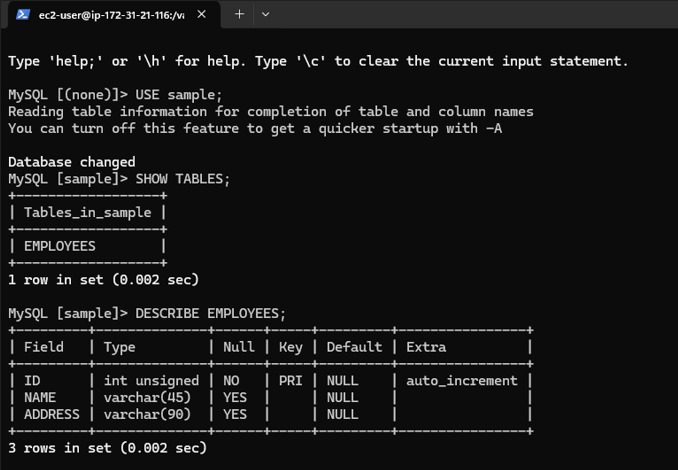 ec2-user@ip-172-31-21-116:/va
Type 'help;' or '\h' for help. Type '\c' to clear the current input statement.
MySQL [(none)]> USE sample;
Reading table information for completion of table and column names
You can turn off this feature to get a quicker startup with -A
Database changed
MySQL [sample]> SHOW TABLES;
+------------------+
| Tables_in_sample |
+------------------+
| EMPLOYEES        |
+------------------+
1 row in set (0.002 sec)
MySQL [sample]> DESCRIBE EMPLOYEES;
+---------+--------------+------+-----+---------+----------------+
| Field   | Type         | Null | Key | Default | Extra          |
+---------+--------------+------+-----+---------+----------------+
| ID      | int unsigned | NO   | PRI | NULL    | auto_increment |
| NAME    | varchar(45)  | YES  |     | NULL    |                |
| ADDRESS | varchar(90)  | YES  |     | NULL    |                |
+---------+--------------+------+-----+---------+----------------+
3 rows in set (0.002 sec)